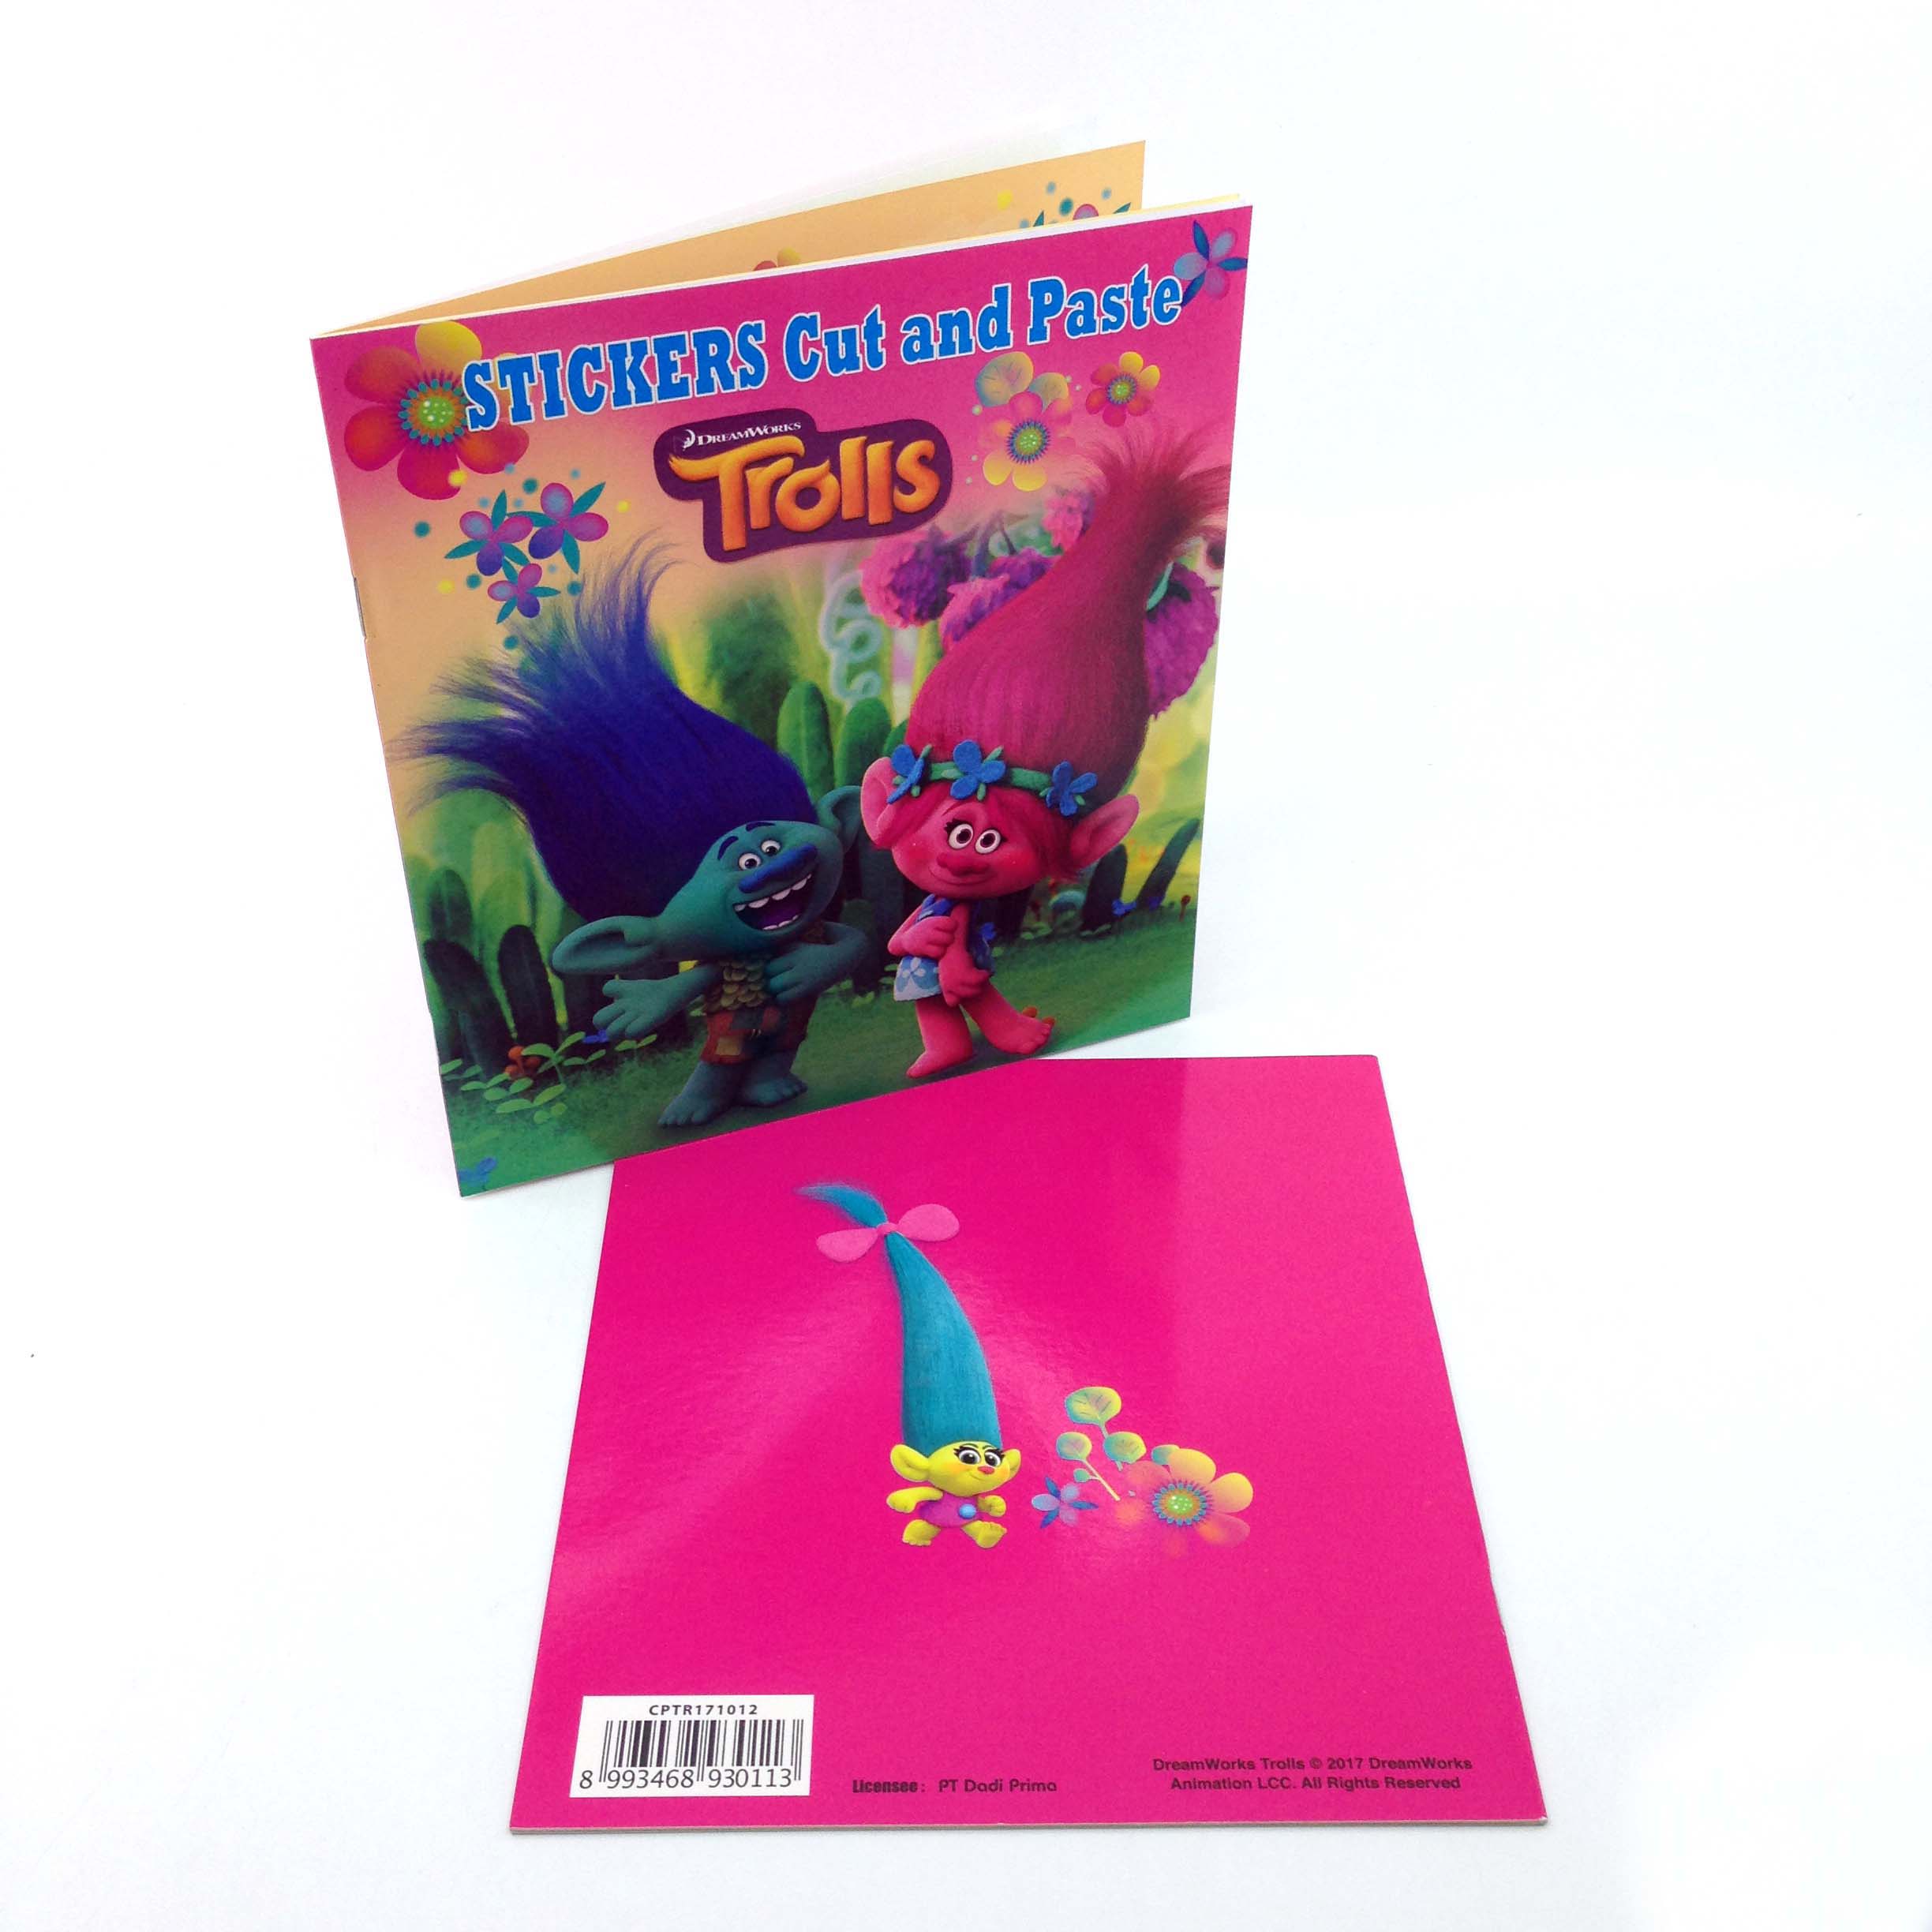 STICKERS Cut and Paste
DREAMWORKS
Trolls
CPTR171012
8 993468 930113
Licensee : PT Dadi Prima
DreamWorks Trolls © 2017 DreamWorks
Animation LCC. All Rights Reserved